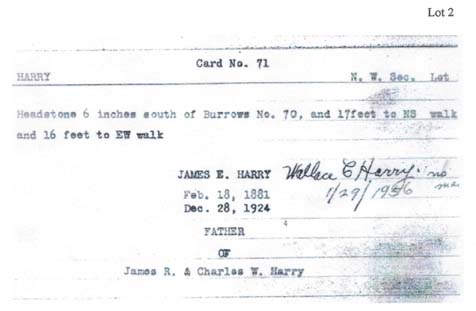 Lot 2
Card No. 71
HARRY N. W. Sec. Lot
Headstone 6 inches south of Burrows No. 70, and 17feet to NS walk
and 16 feet to EW walk
JAMES E. HARRY Wallace C Harry no
Feb. 18, 1881 1/29/1956
Dec. 28, 1924
FATHER
OF
James R. & Charles W. Harry